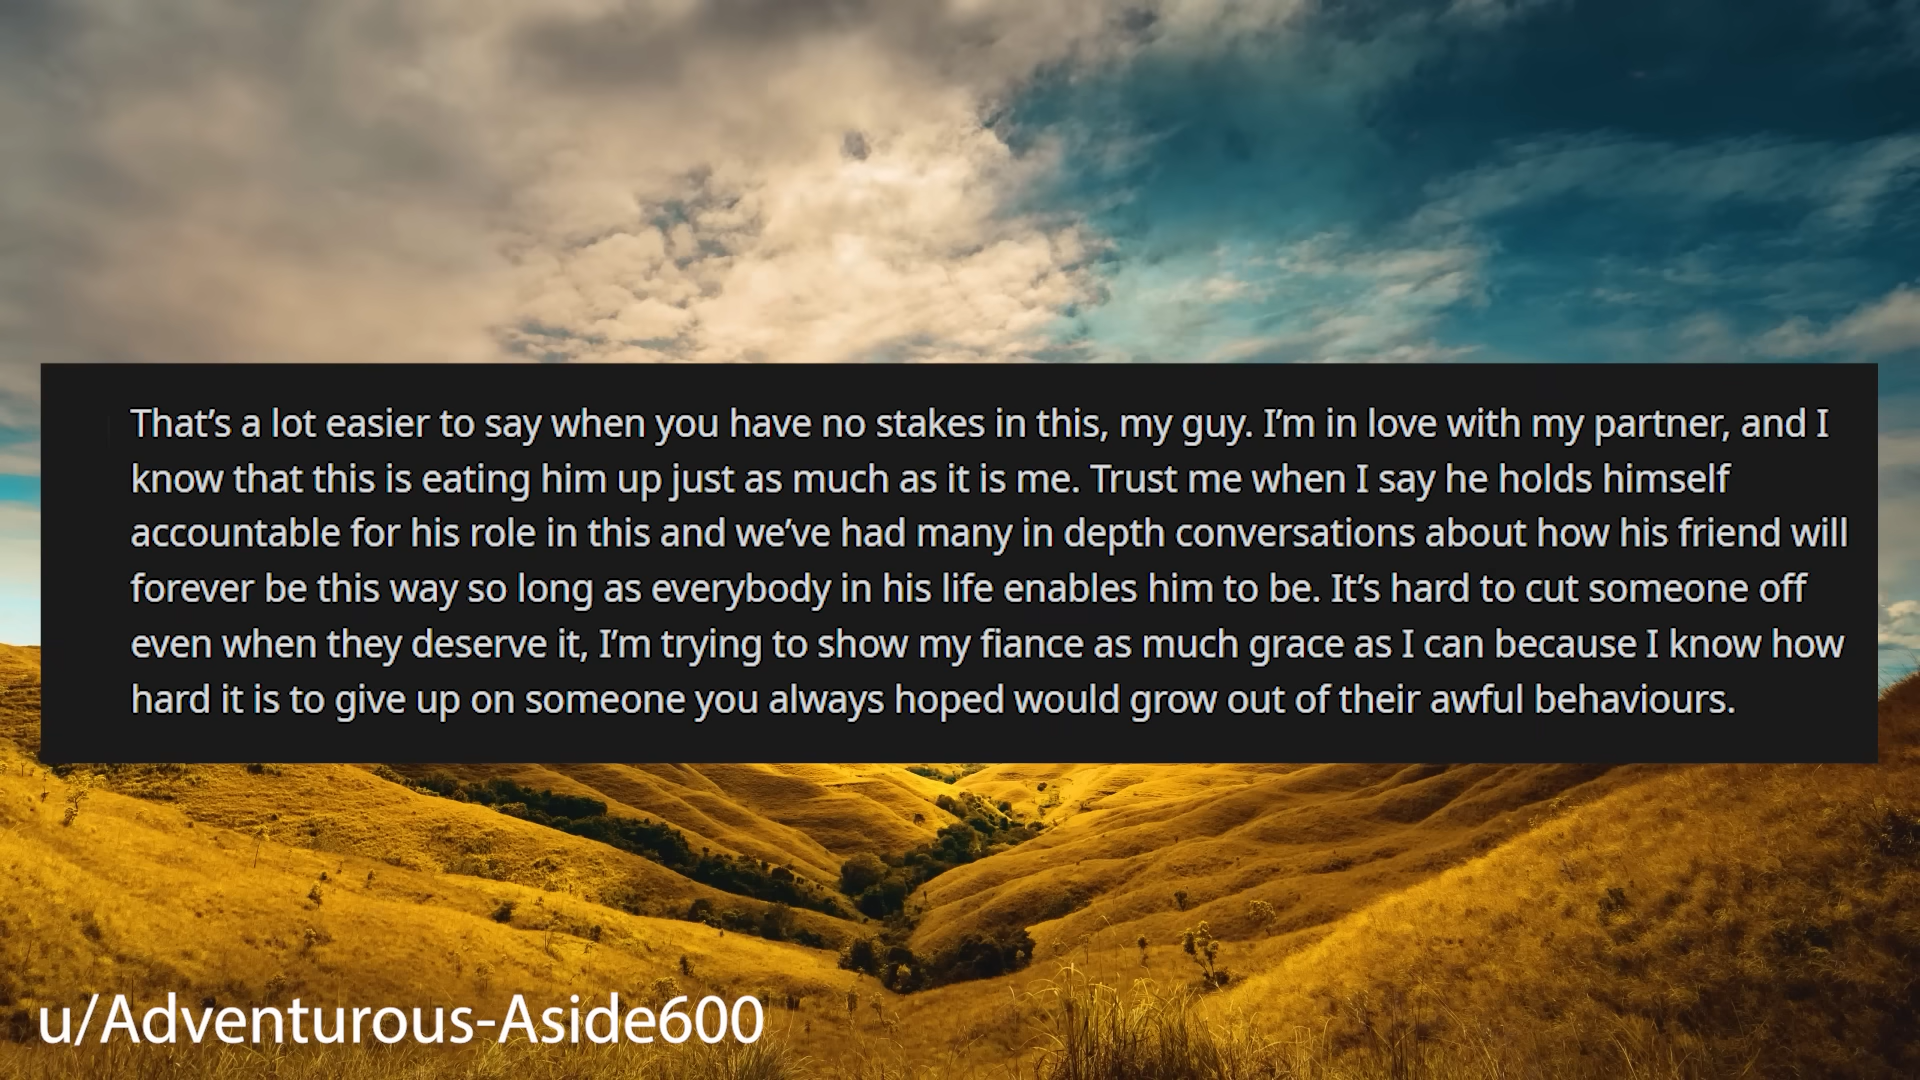 That’s a lot easier to say when you have no stakes in this, my guy. I’m in love with my partner, and I
know that this is eating him up just as much as it is me. Trust me when I say he holds himself
accountable for his role in this and we’ve had many in depth conversations about how his friend will
forever be this way so long as everybody in his life enables him to be. It’s hard to cut someone off
even when they deserve it, I’m trying to show my fiance as much grace as I can because I know how
hard it is to give up on someone you always hoped would grow out of their awful behaviours.
u/Adventurous-Aside600